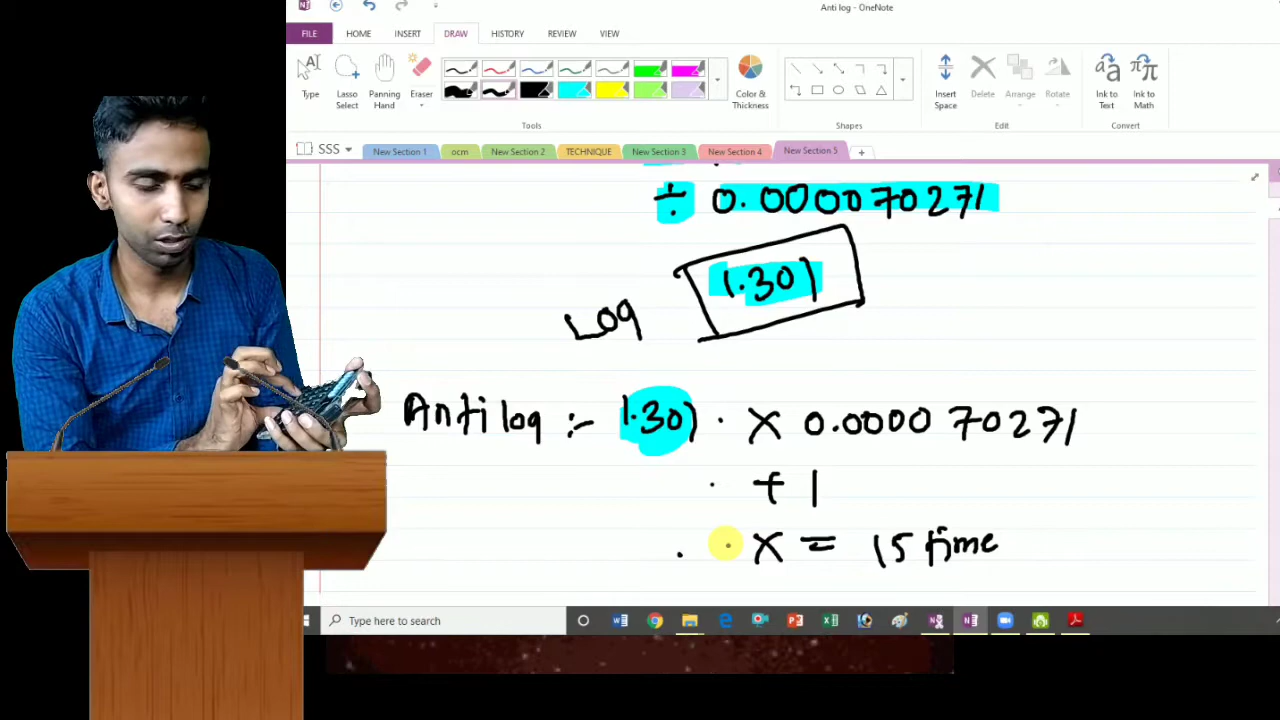 Anti log - OneNote
FILE HOME INSERT DRAW HISTORY REVIEW VIEW
Type Lasso Select Panning Hand Eraser Color & Thickness Insert Space Delete Arrange Rotate Ink to Text Ink to Math
Tools Shapes Edit Convert
SSS New Section 1 ocm New Section 2 TECHNIQUE New Section 3 New Section 4 New Section 5
÷ 0.000070271
1.301
Log
Antilog :- 1.301 . X 0.000070271
. + 1
. . X = 15 time
Type here to search